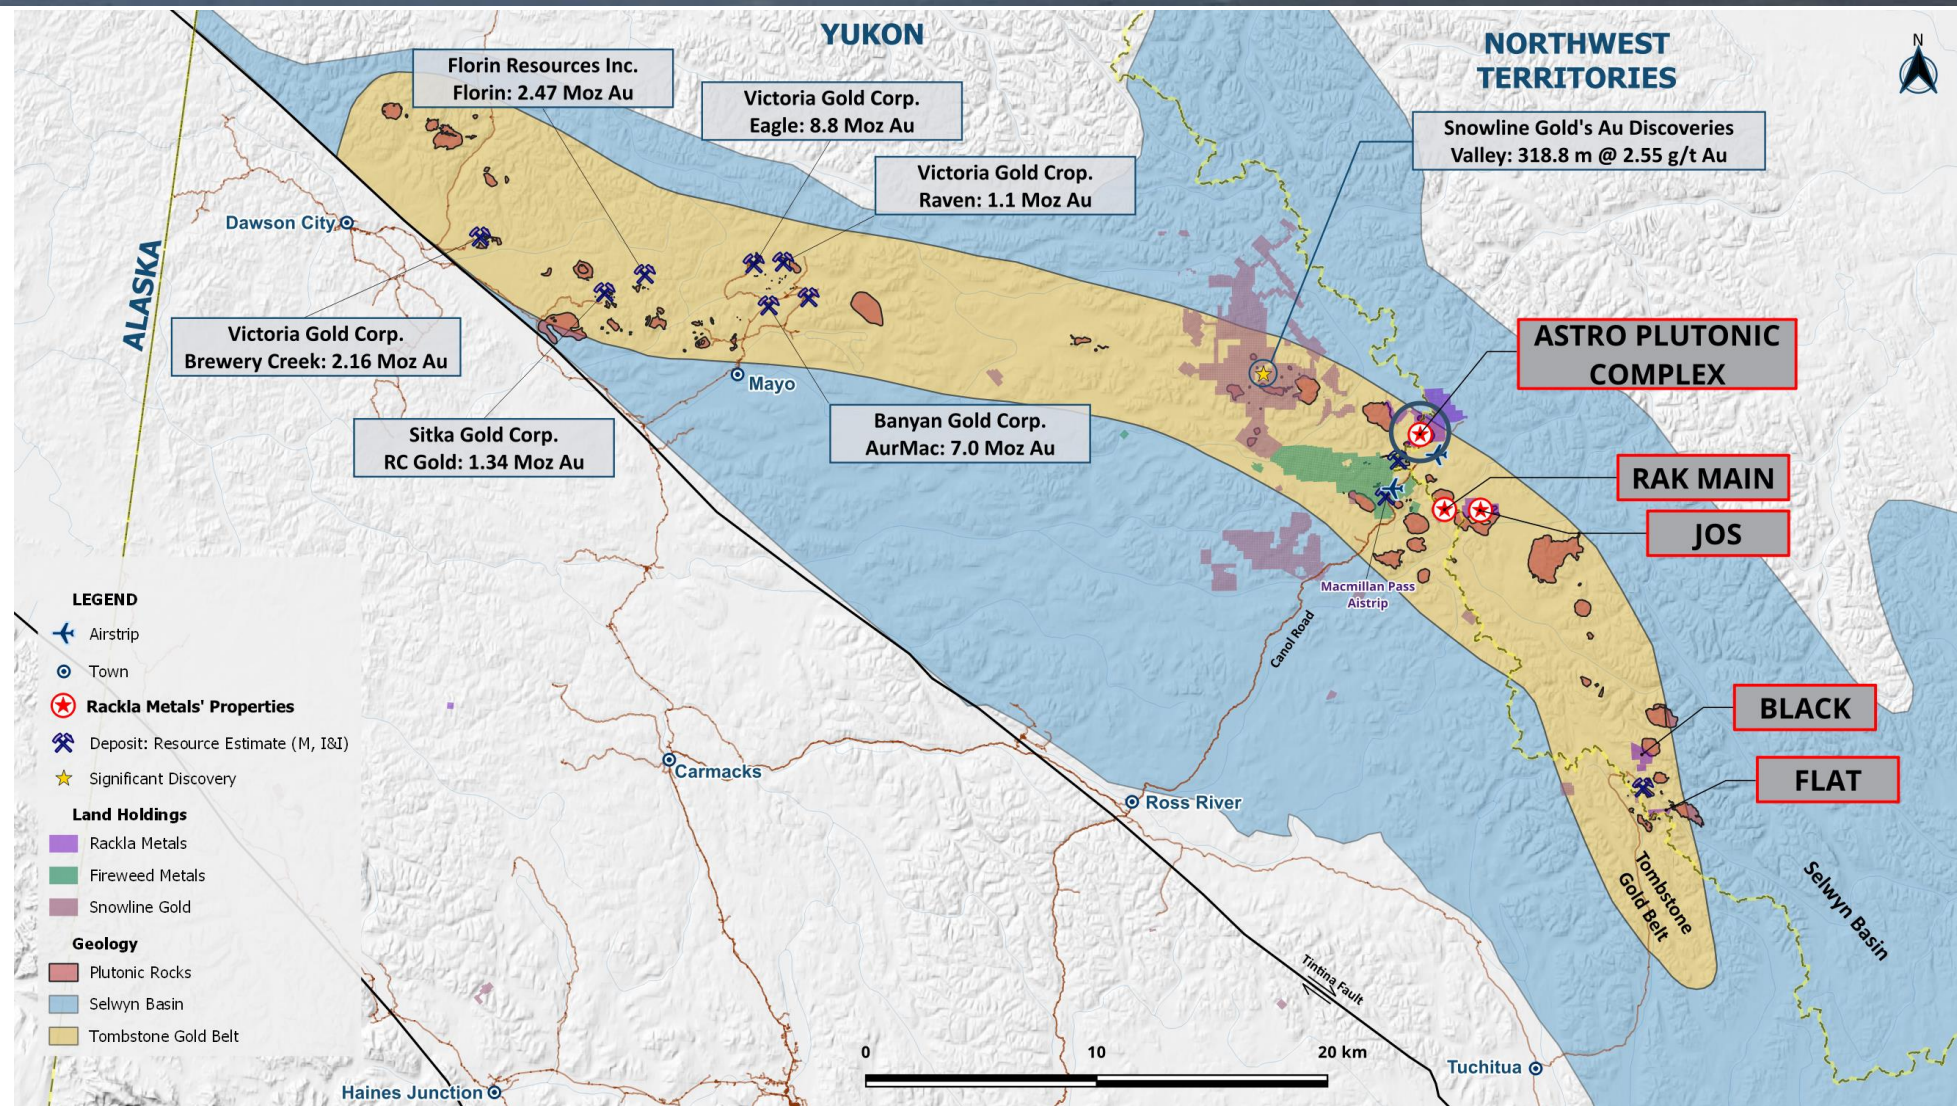 YUKON
NORTHWEST
TERRITORIES
N
ALASKA
Florin Resources Inc.
Florin: 2.47 Moz Au
Victoria Gold Corp.
Eagle: 8.8 Moz Au
Victoria Gold Crop.
Raven: 1.1 Moz Au
Snowline Gold's Au Discoveries
Valley: 318.8 m @ 2.55 g/t Au
Dawson City
Victoria Gold Corp.
Brewery Creek: 2.16 Moz Au
Mayo
Sitka Gold Corp.
RC Gold: 1.34 Moz Au
Banyan Gold Corp.
AurMac: 7.0 Moz Au
ASTRO PLUTONIC
COMPLEX
RAK MAIN
JOS
Macmillan Pass
Aistrip
Canol Road
BLACK
FLAT
Carmacks
Ross River
Tombstone
Gold Belt
Selwyn Basin
Tintina Fault
Tuchitua
Haines Junction
0 10 20 km
LEGEND
Airstrip
Town
Rackla Metals' Properties
Deposit: Resource Estimate (M, I&I)
Significant Discovery
Land Holdings
Rackla Metals
Fireweed Metals
Snowline Gold
Geology
Plutonic Rocks
Selwyn Basin
Tombstone Gold Belt